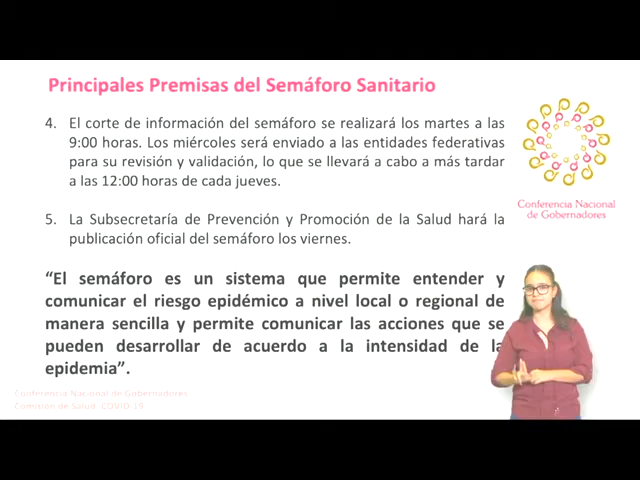 Principales Premisas del Semáforo Sanitario
4. El corte de información del semáforo se realizará los martes a las
9:00 horas. Los miércoles será enviado a las entidades federativas
para su revisión y validación, lo que se llevará a cabo a más tardar
a las 12:00 horas de cada jueves.
5. La Subsecretaría de Prevención y Promoción de la Salud hará la
publicación oficial del semáforo los viernes.
“El semáforo es un sistema que permite entender y
comunicar el riesgo epidémico a nivel local o regional de
manera sencilla y permite comunicar las acciones que se
pueden desarrollar de acuerdo a la intensidad de la
epidemia”.
Conferencia Nacional
de Gobernadores
Conferencia Nacional de Gobernadores
Comisión de Salud COVID-19